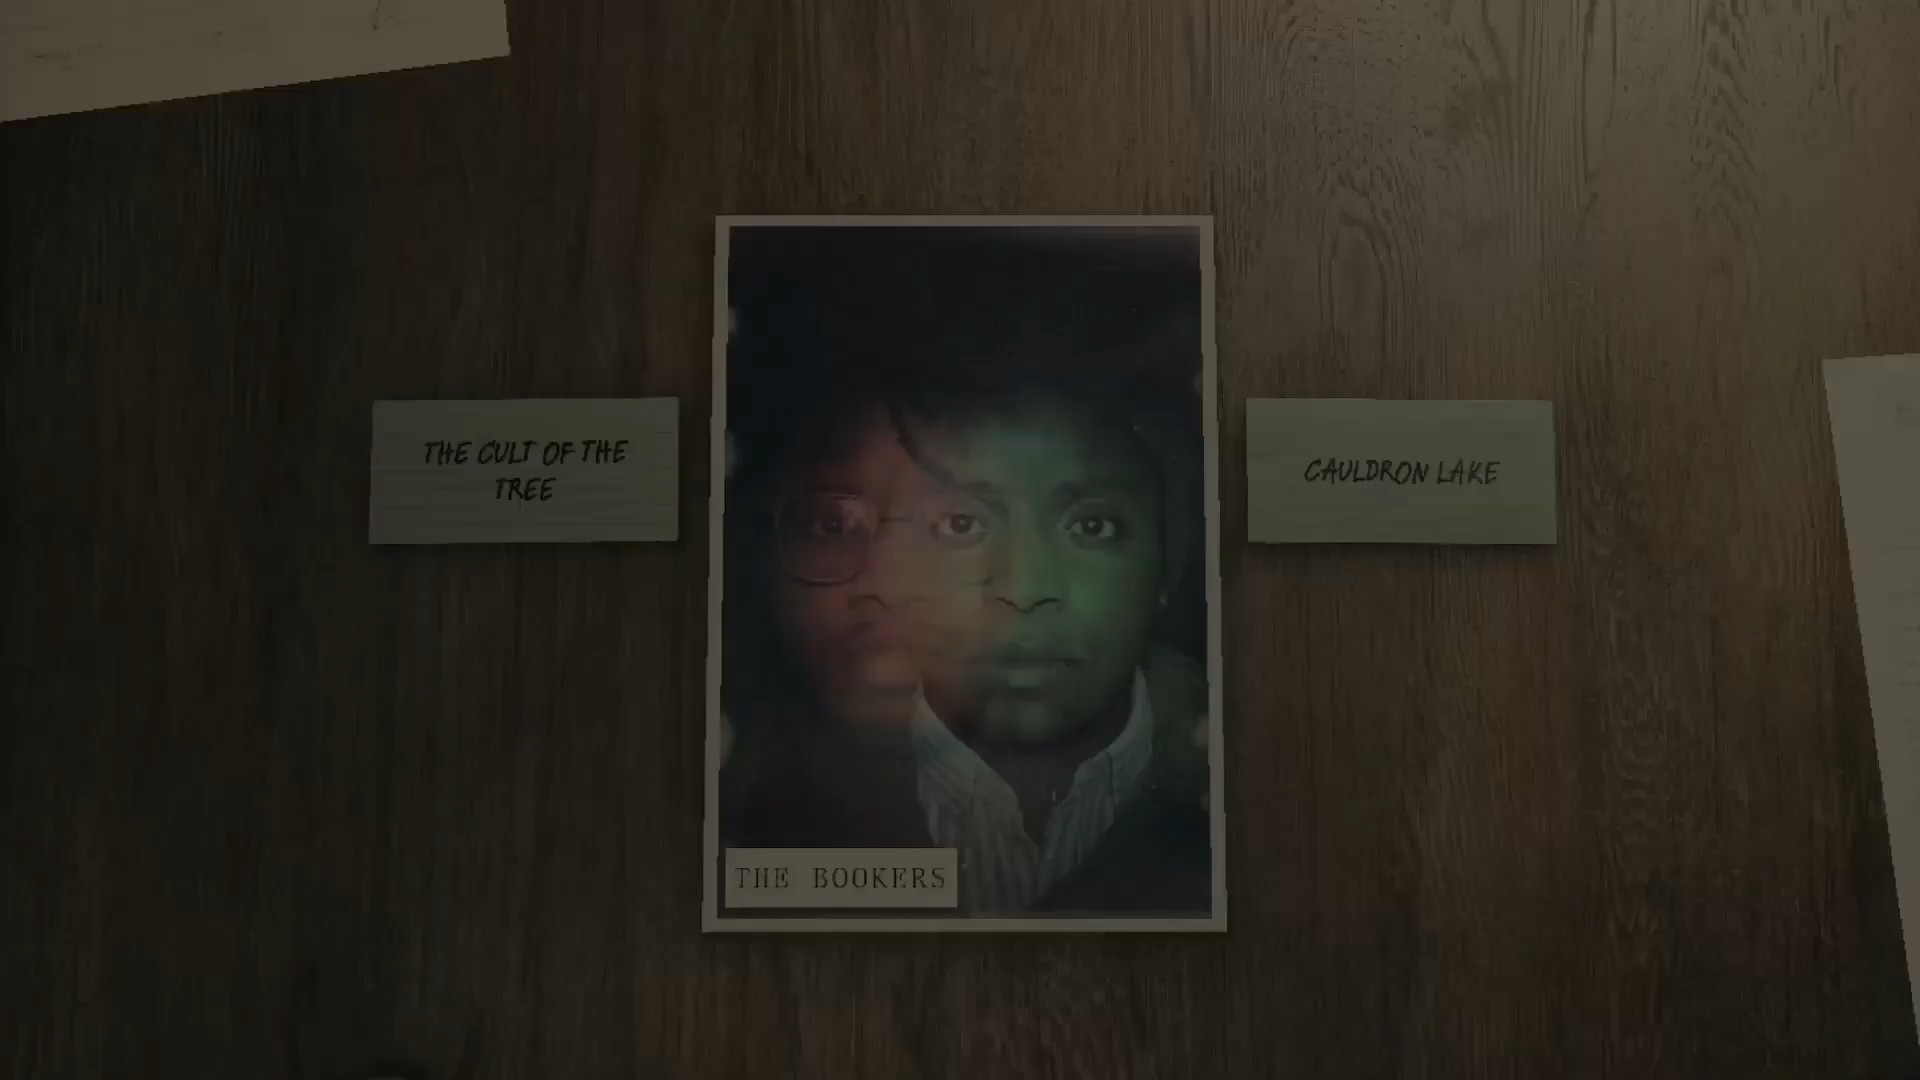 THE CULT OF THE
TREE
CAULDRON LAKE
THE BOOKERS